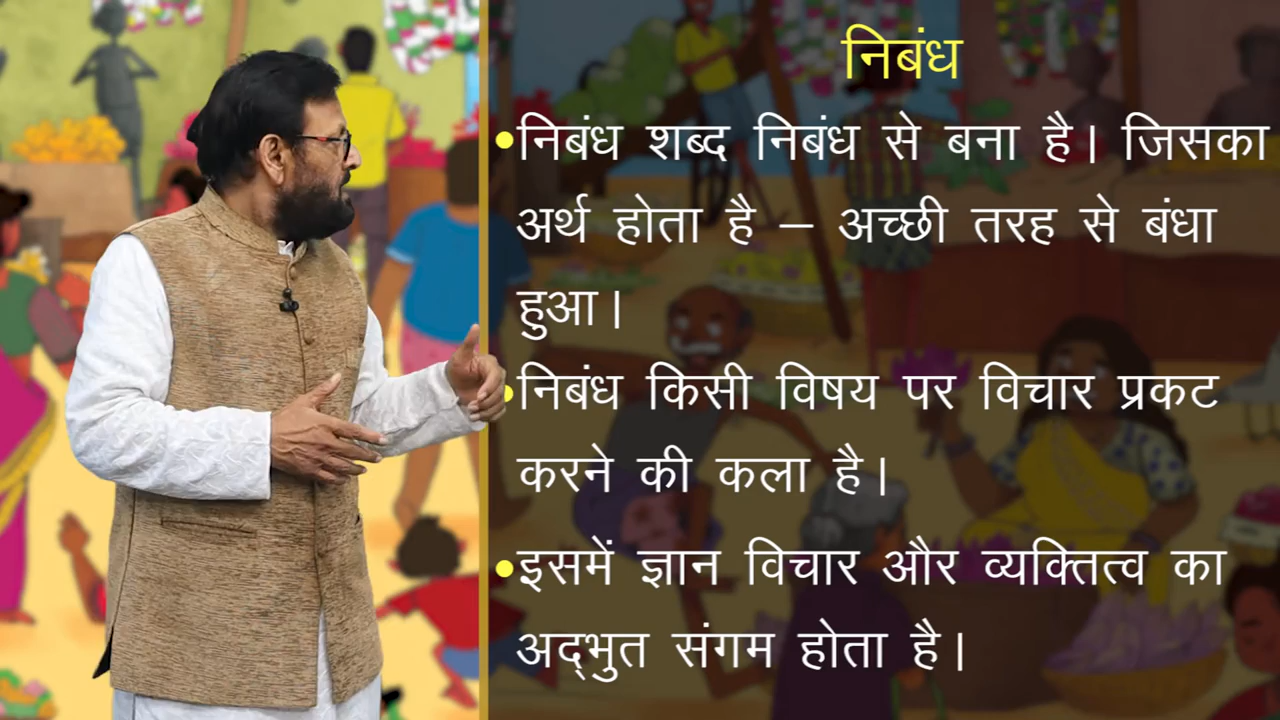 निबंध
•निबंध शब्द निबंध से बना है। जिसका
अर्थ होता है – अच्छी तरह से बंधा
हुआ।
•निबंध किसी विषय पर विचार प्रकट
करने की कला है।
•इसमें ज्ञान विचार और व्यक्तित्व का
अद्भुत संगम होता है।